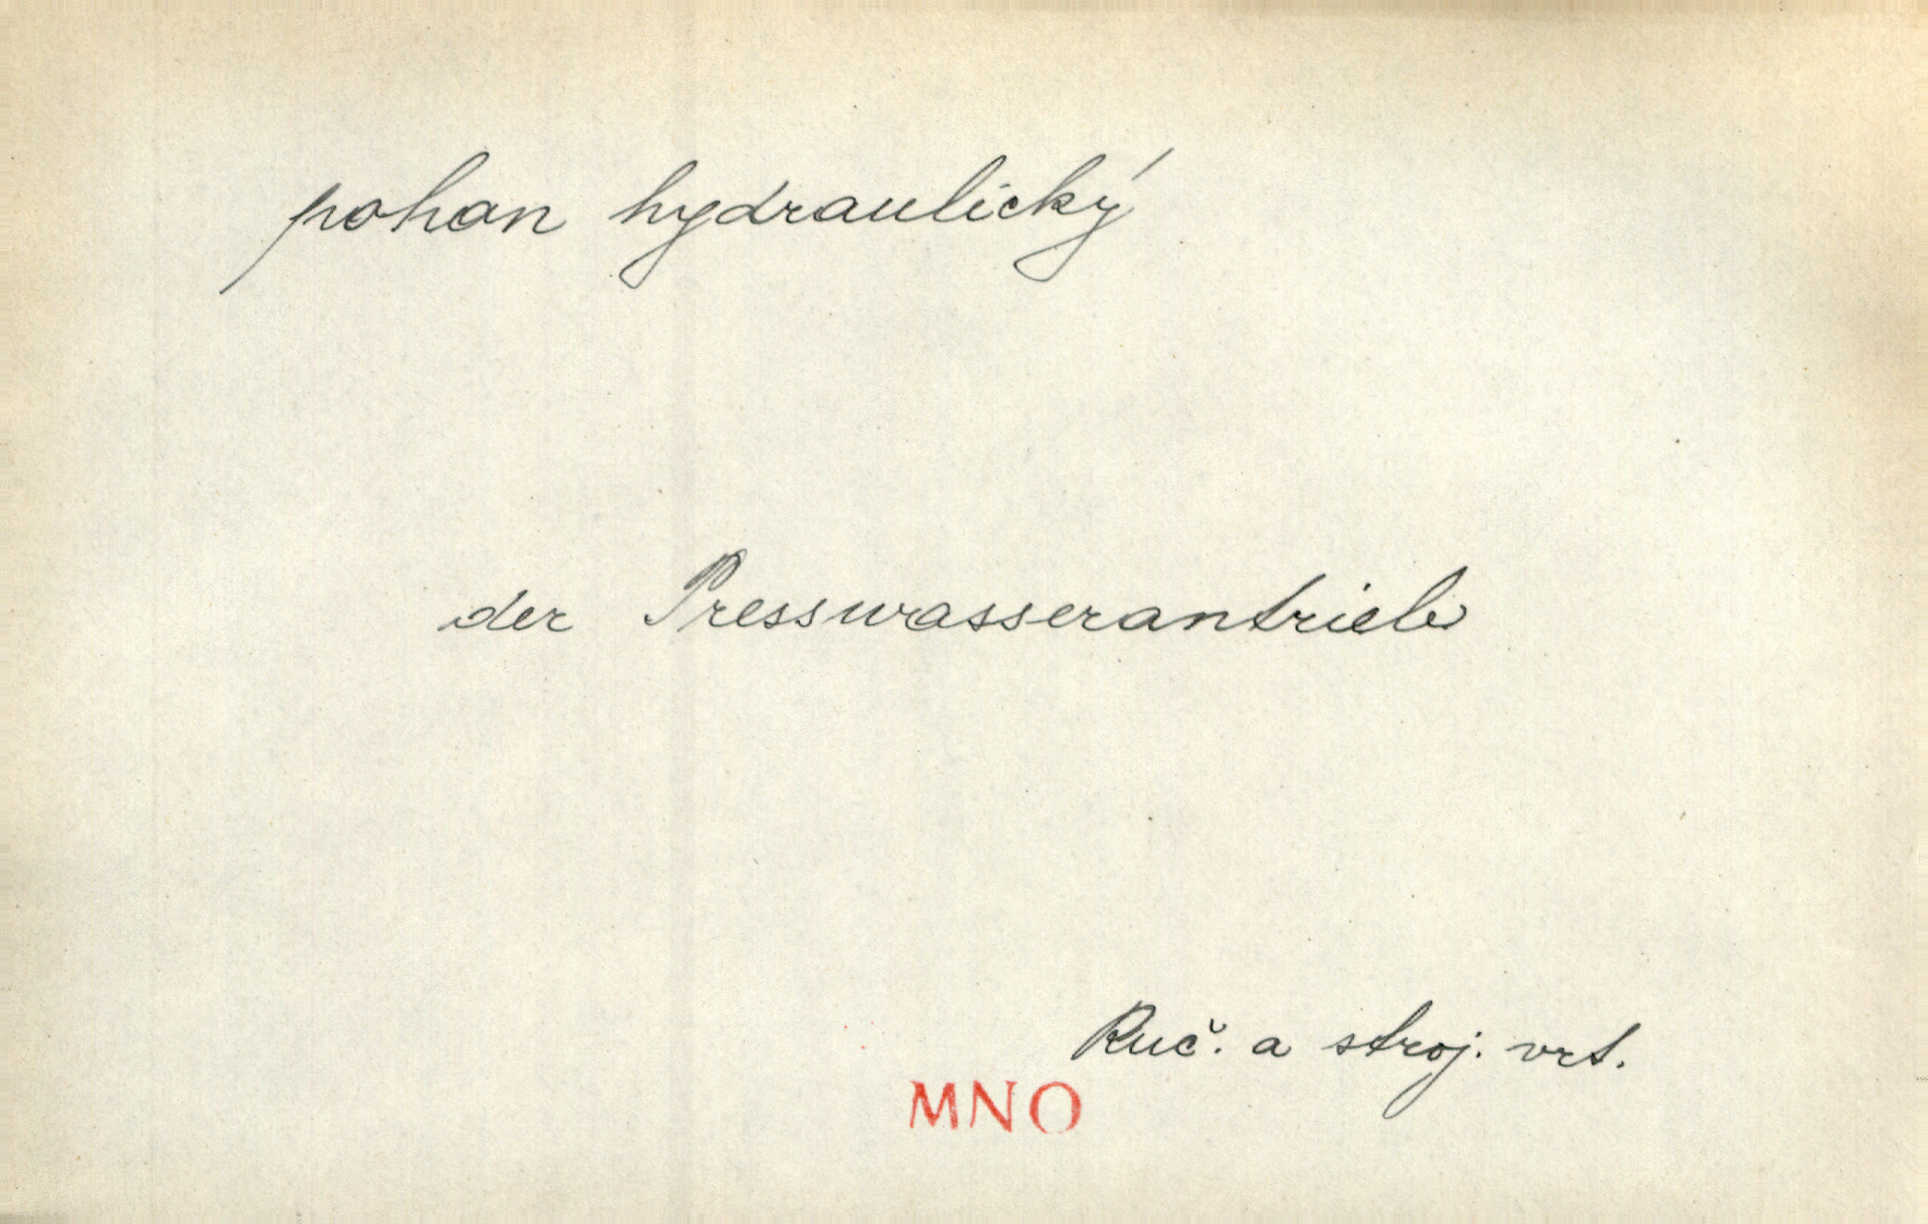 pohan hydraulický
der Presswasserantrieb
Ruč. a stroj. vrt.
MNO